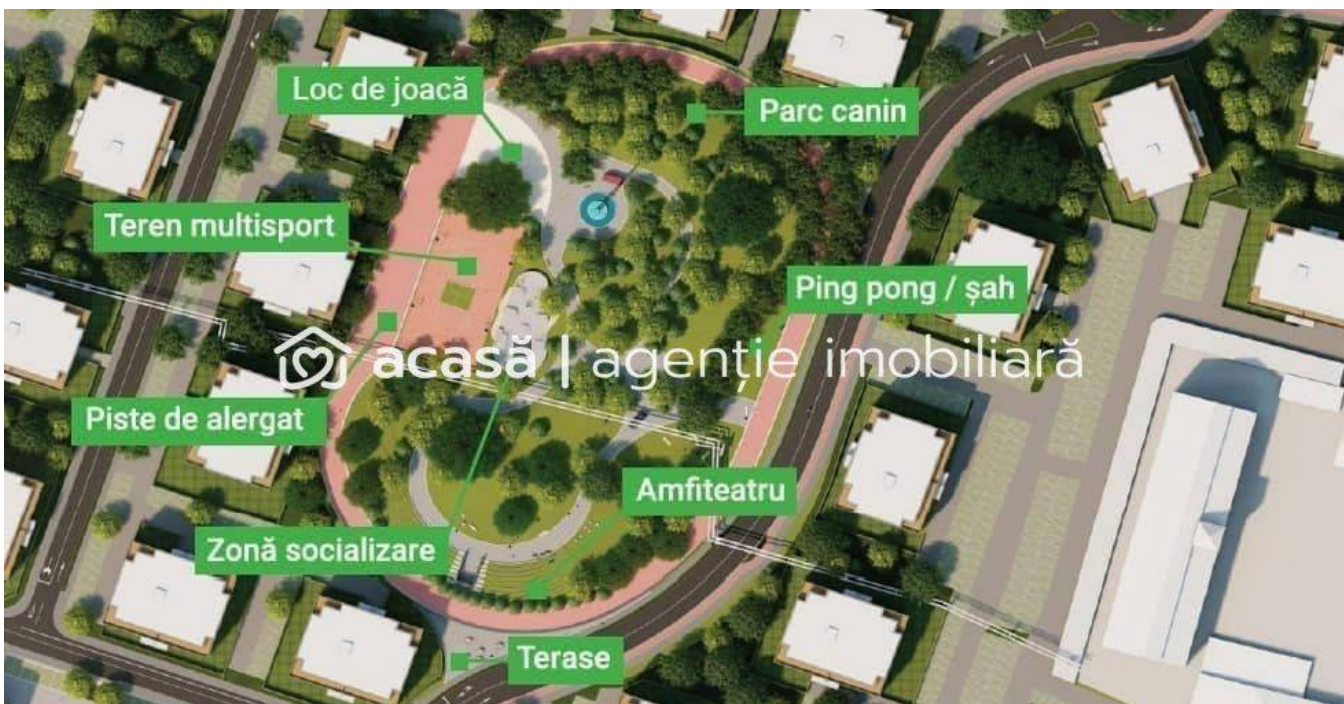 Loc de joacă
Parc canin
Teren multisport
Ping pong / șah
acasă | agenție imobiliară
Piste de alergat
Amfiteatru
Zonă socializare
Terase